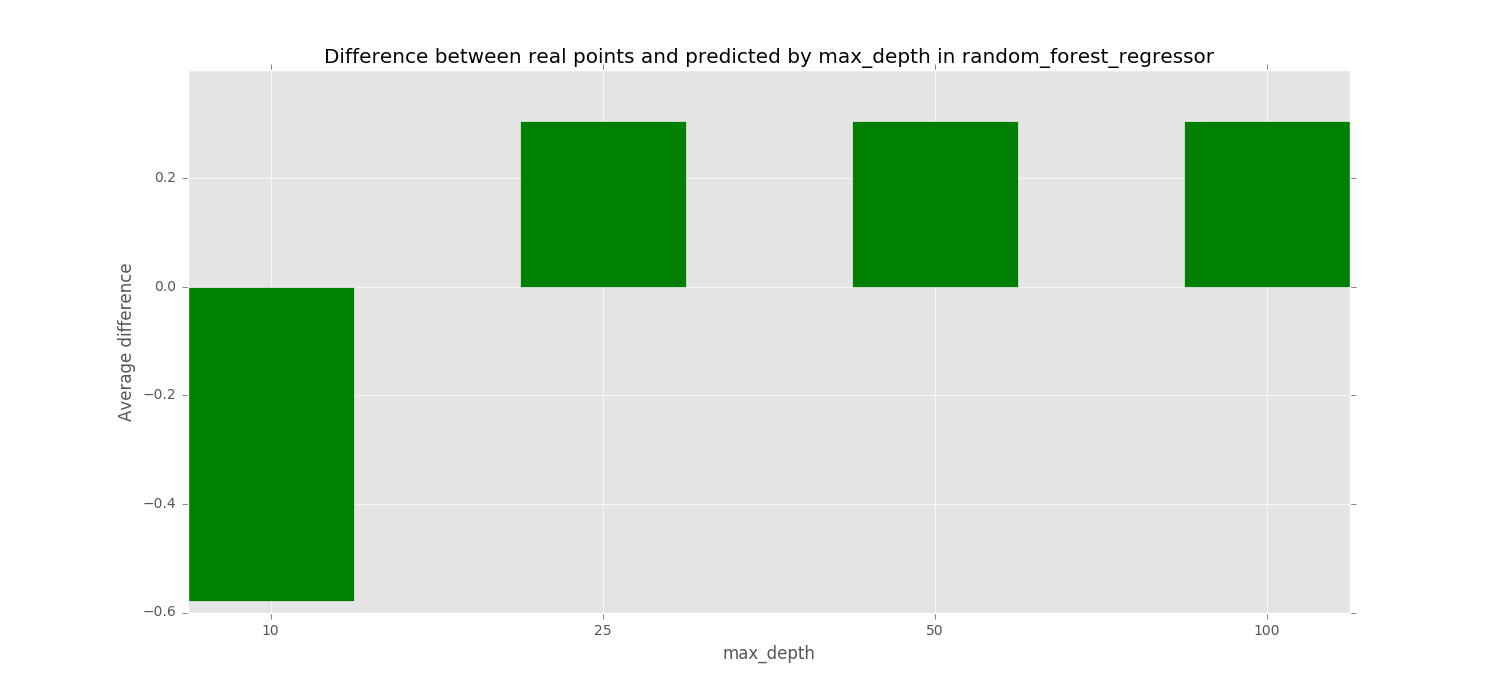 Difference between real points and predicted by max_depth in random_forest_regressor
0.2
0.0
−0.2
−0.4
−0.6
Average difference
10 25 50 100
max_depth